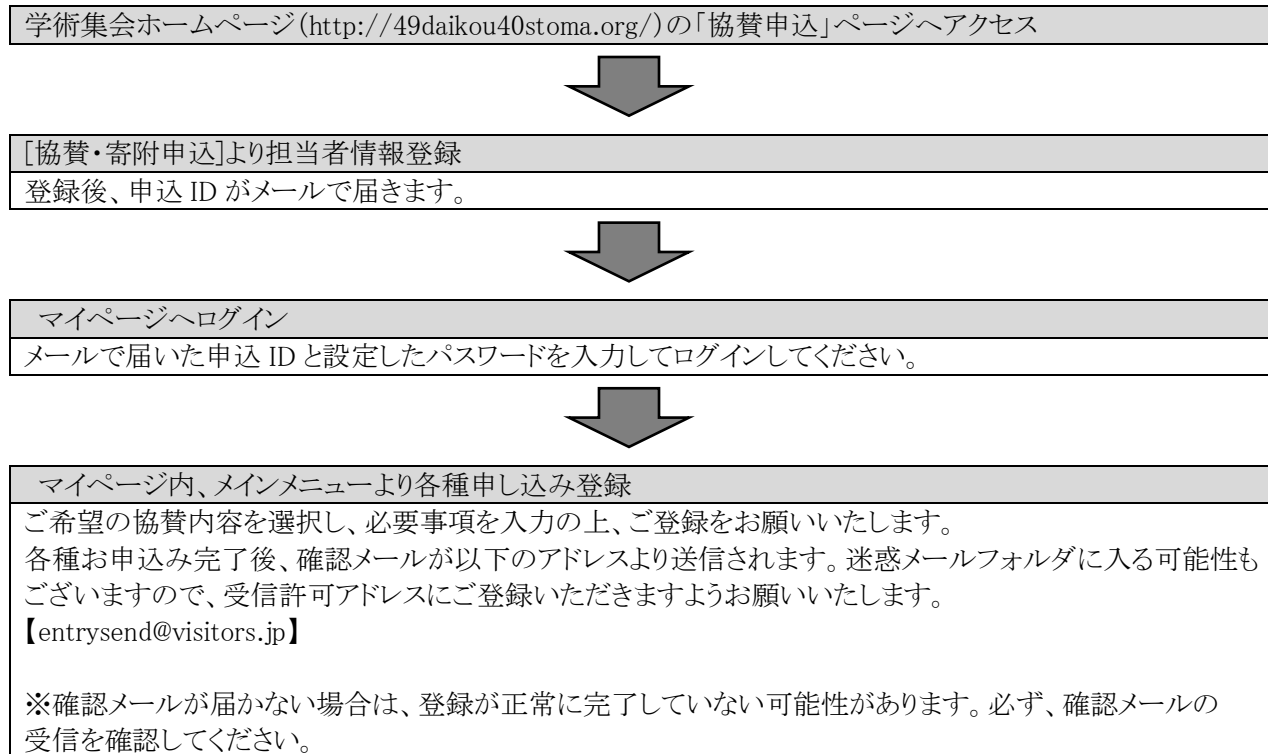 学術集会ホームページ(http://49daikou40stoma.org/)の「協賛申込」ページへアクセス
[協賛・寄附申込]より担当者情報登録
登録後、申込 ID がメールで届きます。
マイページへログイン
メールで届いた申込 ID と設定したパスワードを入力してログインしてください。
マイページ内、メインメニューより各種申し込み登録
ご希望の協賛内容を選択し、必要事項を入力の上、ご登録をお願いいたします。
各種お申込み完了後、確認メールが以下のアドレスより送信されます。迷惑メールフォルダに入る可能性も
ございますので、受信許可アドレスにご登録いただきますようお願いいたします。
【entrysend@visitors.jp】
※確認メールが届かない場合は、登録が正常に完了していない可能性があります。必ず、確認メールの
受信を確認してください。